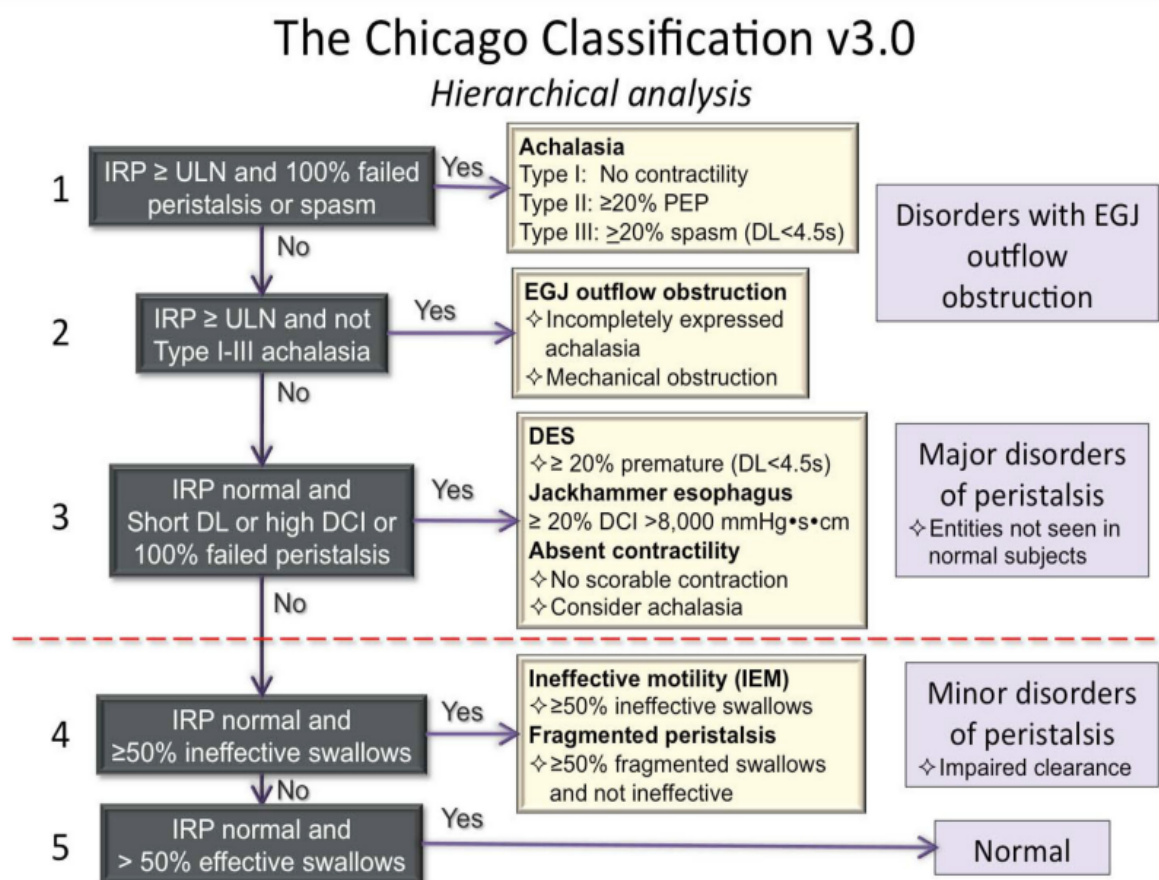 The Chicago Classification v3.0
Hierarchical analysis
1
IRP ≥ ULN and 100% failed
peristalsis or spasm
Yes
Achalasia
Type I: No contractility
Type II: ≥20% PEP
Type III: ≥20% spasm (DL<4.5s)
Disorders with EGJ
outflow
obstruction
No
2
IRP ≥ ULN and not
Type I-III achalasia
Yes
EGJ outflow obstruction
✧Incompletely expressed
achalasia
✧Mechanical obstruction
No
3
IRP normal and
Short DL or high DCI or
100% failed peristalsis
Yes
DES
✧≥ 20% premature (DL<4.5s)
Jackhammer esophagus
≥ 20% DCI >8,000 mmHg•s•cm
Absent contractility
✧No scorable contraction
✧Consider achalasia
Major disorders
of peristalsis
✧Entities not seen in
normal subjects
No
4
IRP normal and
≥50% ineffective swallows
Yes
Ineffective motility (IEM)
✧≥50% ineffective swallows
Fragmented peristalsis
✧≥50% fragmented swallows
and not ineffective
Minor disorders
of peristalsis
✧Impaired clearance
No
5
IRP normal and
> 50% effective swallows
Yes
Normal